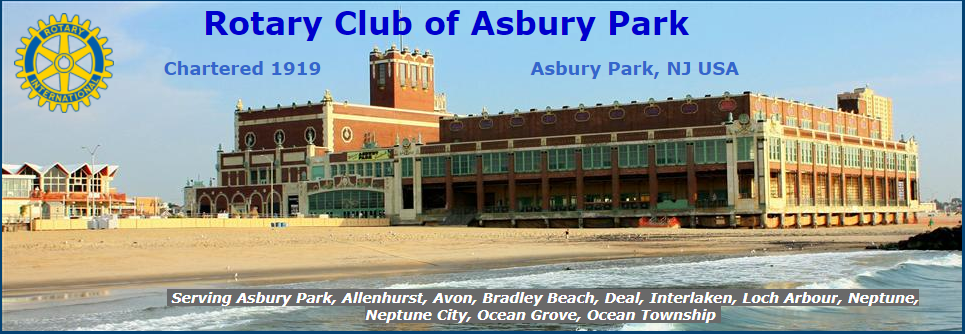 Rotary Club of Asbury Park
ROTARY
INTERNATIONAL
Chartered 1919
Asbury Park, NJ USA
Serving Asbury Park, Allenhurst, Avon, Bradley Beach, Deal, Interlaken, Loch Arbour, Neptune,
Neptune City, Ocean Grove, Ocean Township